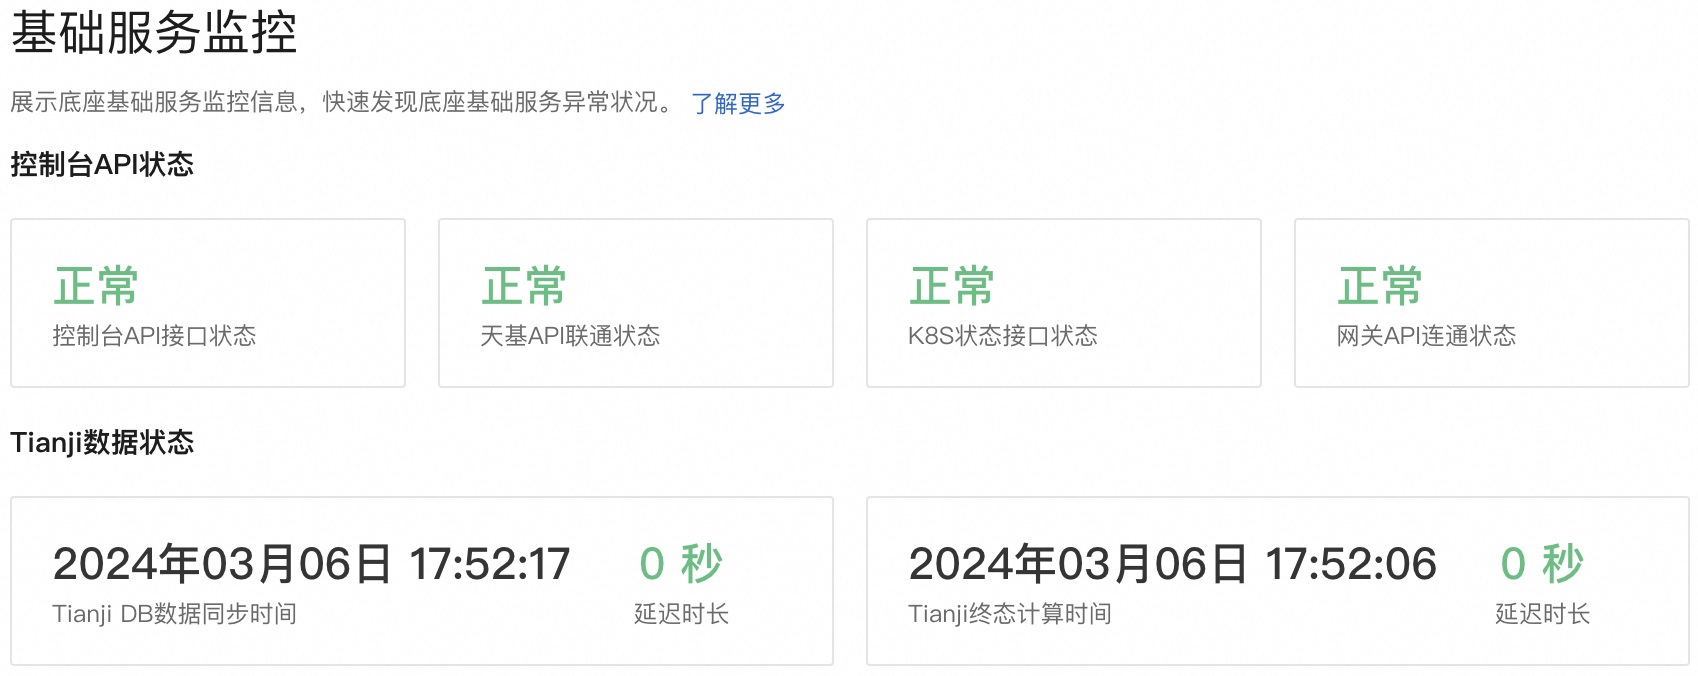 基础服务监控
展示底座基础服务监控信息，快速发现底座基础服务异常状况。 了解更多
控制台API状态
正常
控制台API接口状态
正常
天基API联通状态
正常
K8S状态接口状态
正常
网关API连通状态
Tianji数据状态
2024年03月06日 17:52:17
Tianji DB数据同步时间
0 秒
延迟时长
2024年03月06日 17:52:06
Tianji终态计算时间
0 秒
延迟时长